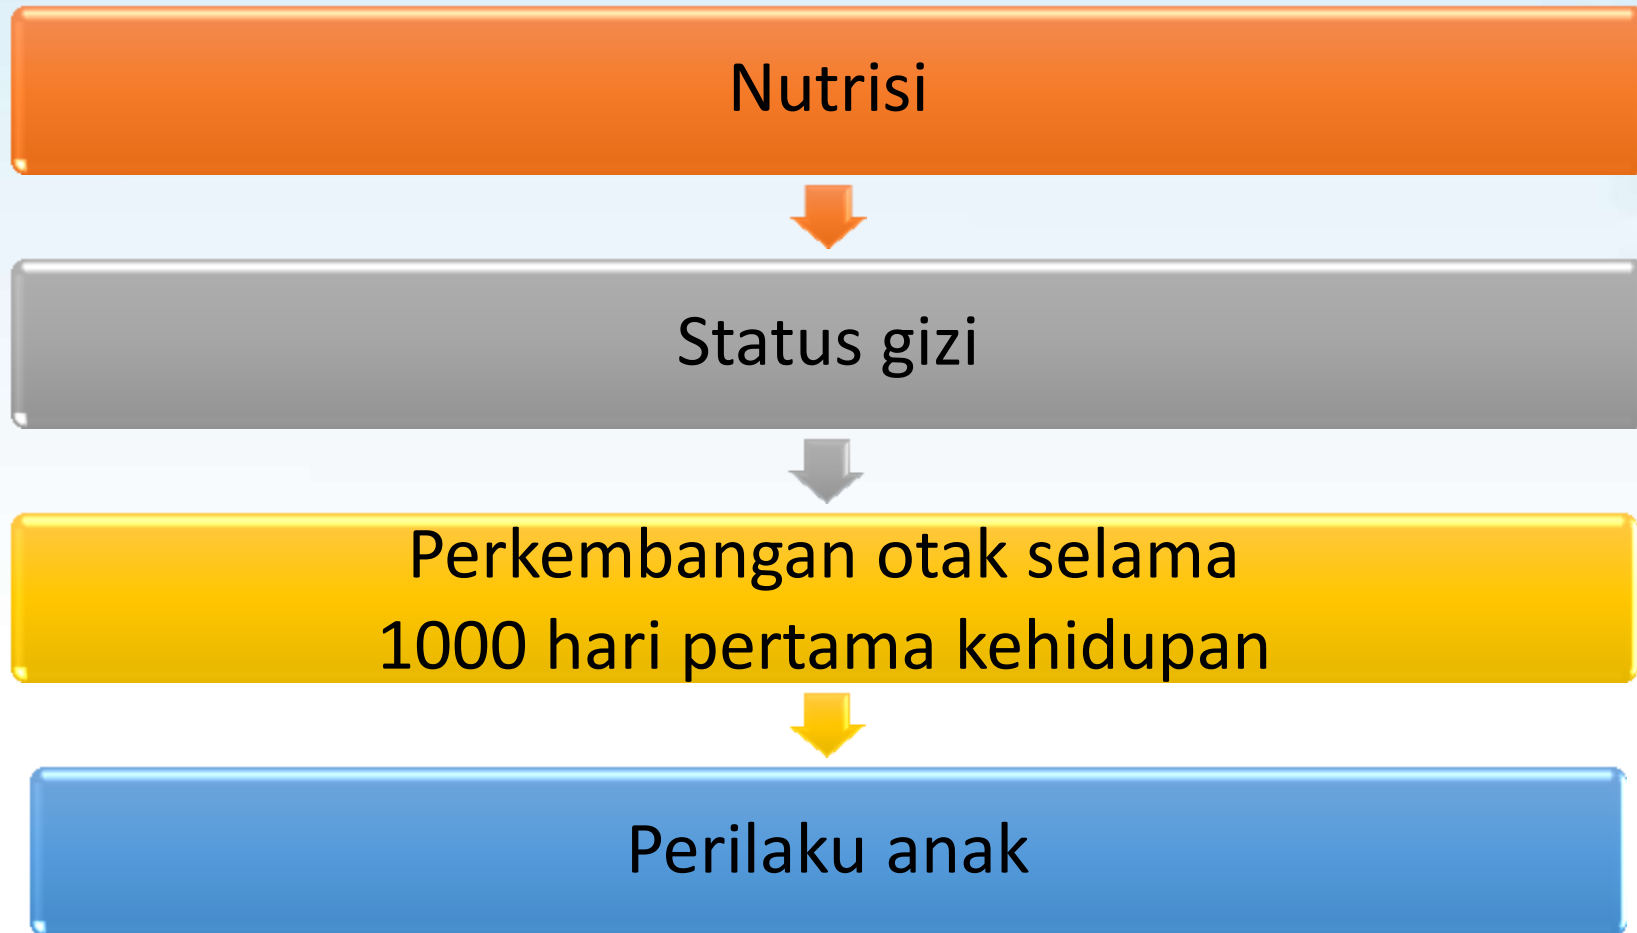 Nutrisi
Status gizi
Perkembangan otak selama
1000 hari pertama kehidupan
Perilaku anak